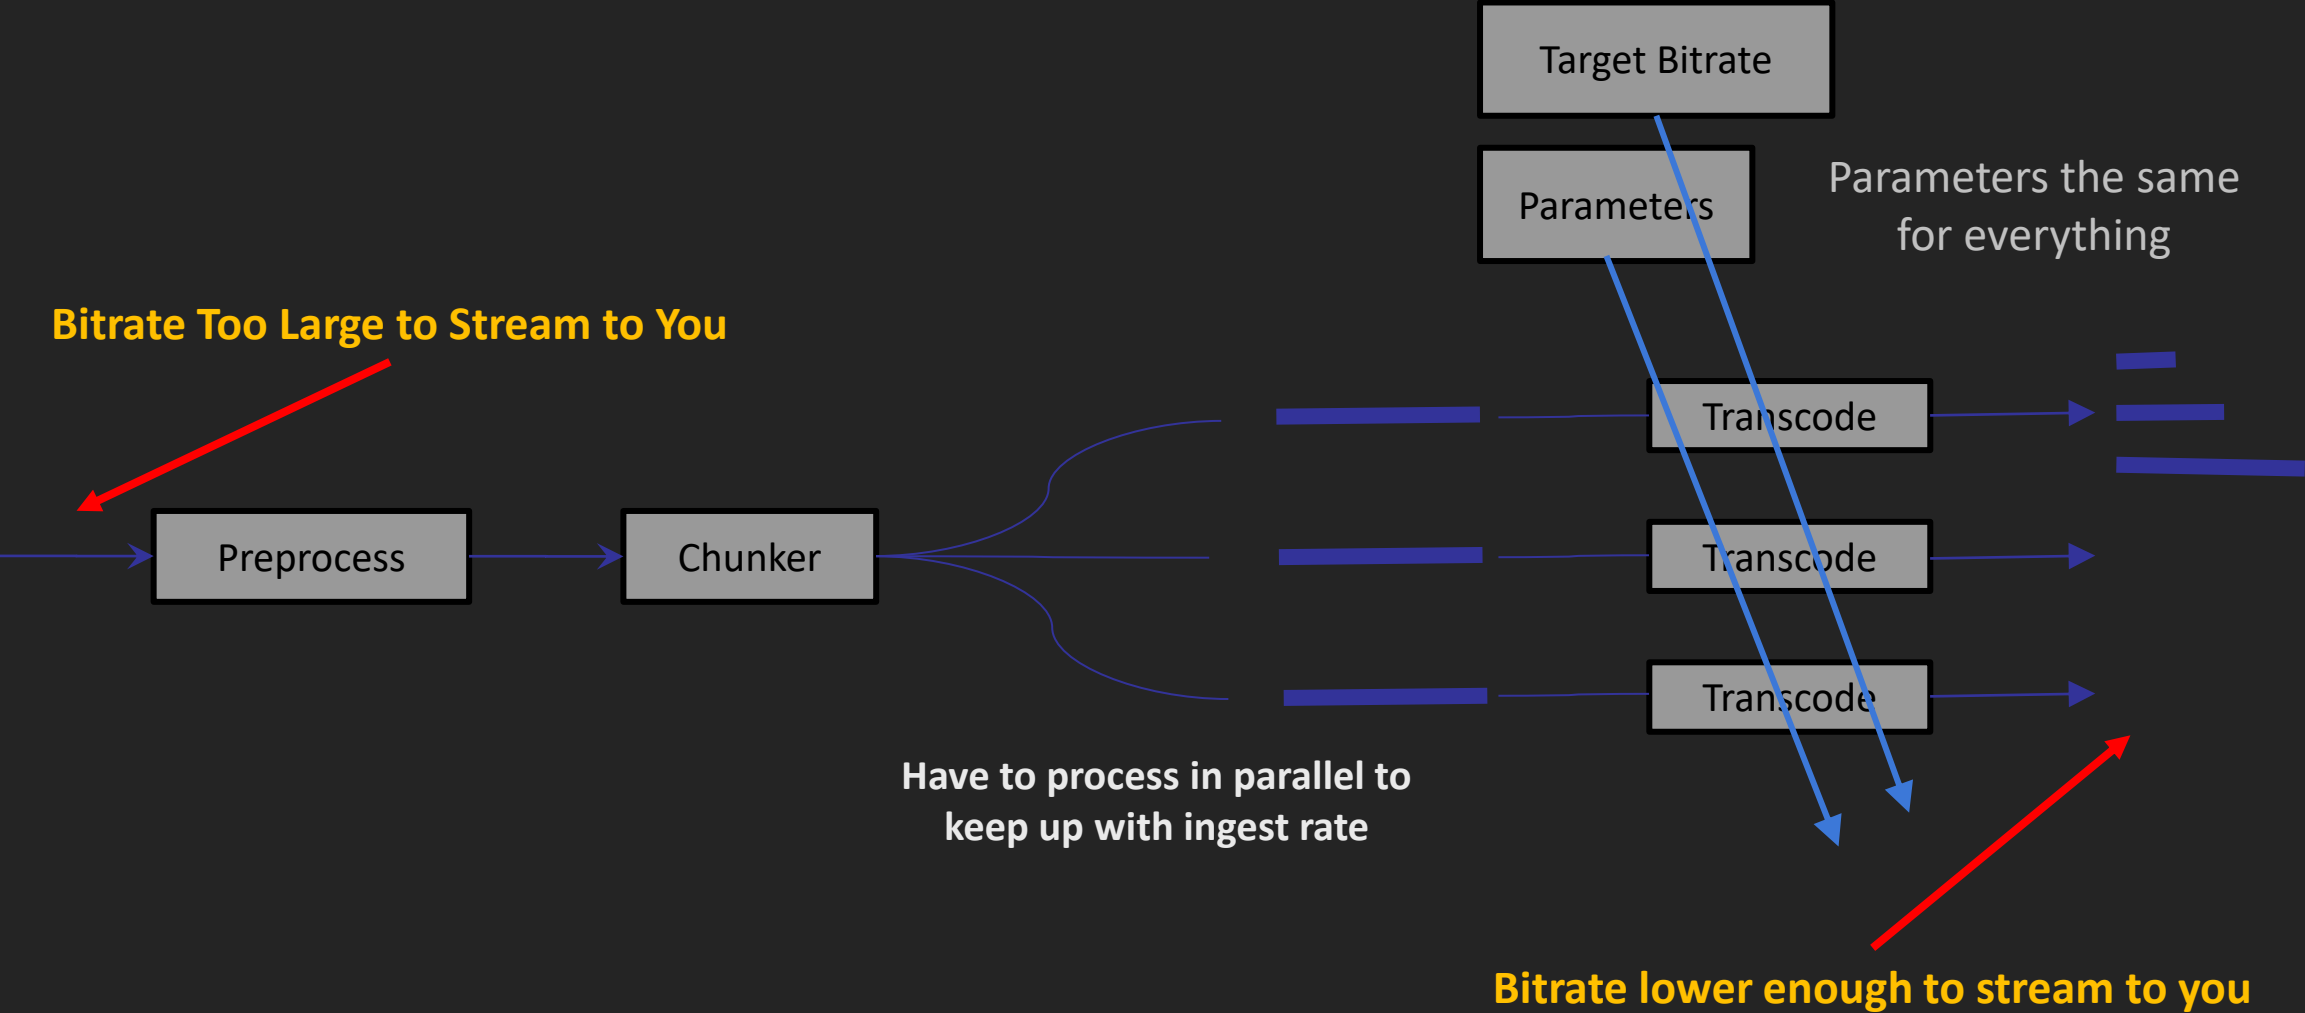 Target Bitrate
Parameters
Parameters the same
for everything
Bitrate Too Large to Stream to You
Transcode
Preprocess
Chunker
Transcode
Transcode
Have to process in parallel to
keep up with ingest rate
Bitrate lower enough to stream to you